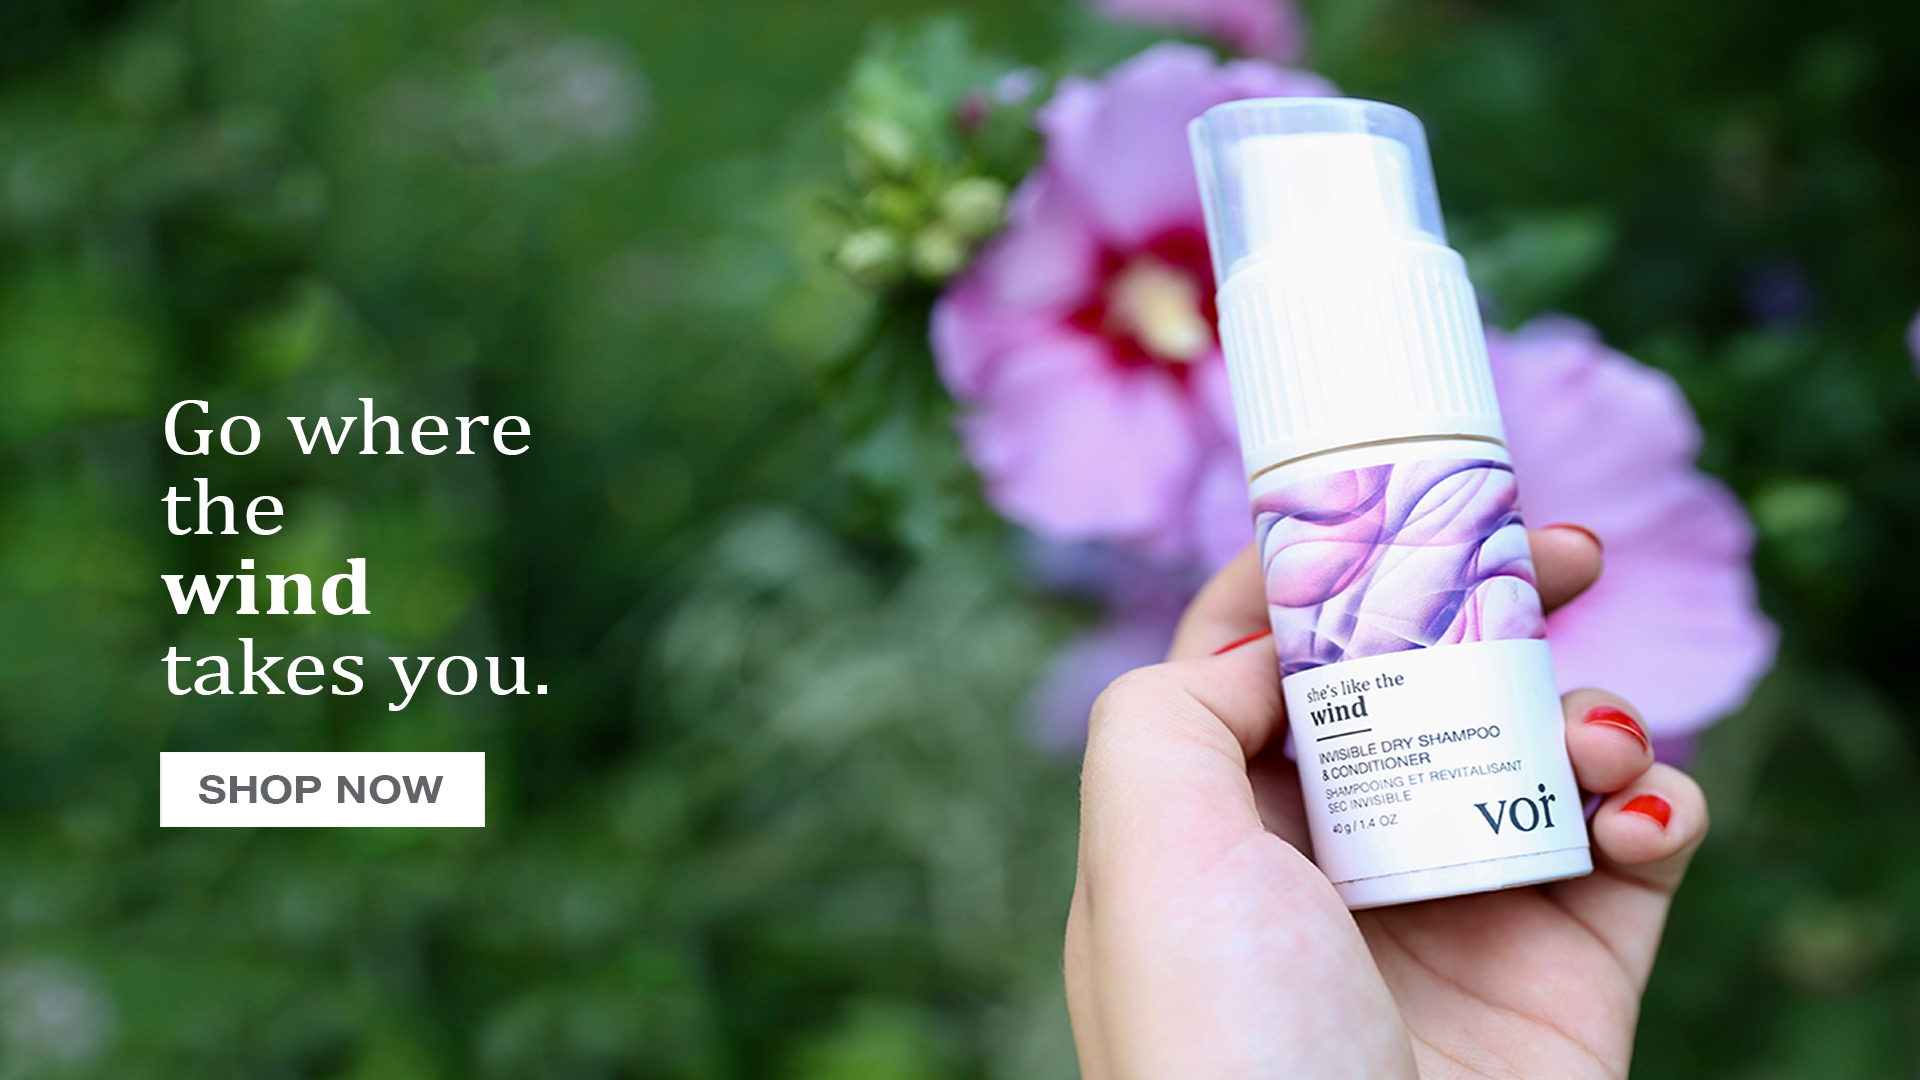 Go where
the
wind
takes you.
SHOP NOW
she's like the
wind
INVISIBLE DRY SHAMPOO
& CONDITIONER
SHAMPOOING ET REVITALISANT
SEC INVISIBLE
40 g / 1.4 OZ
voir